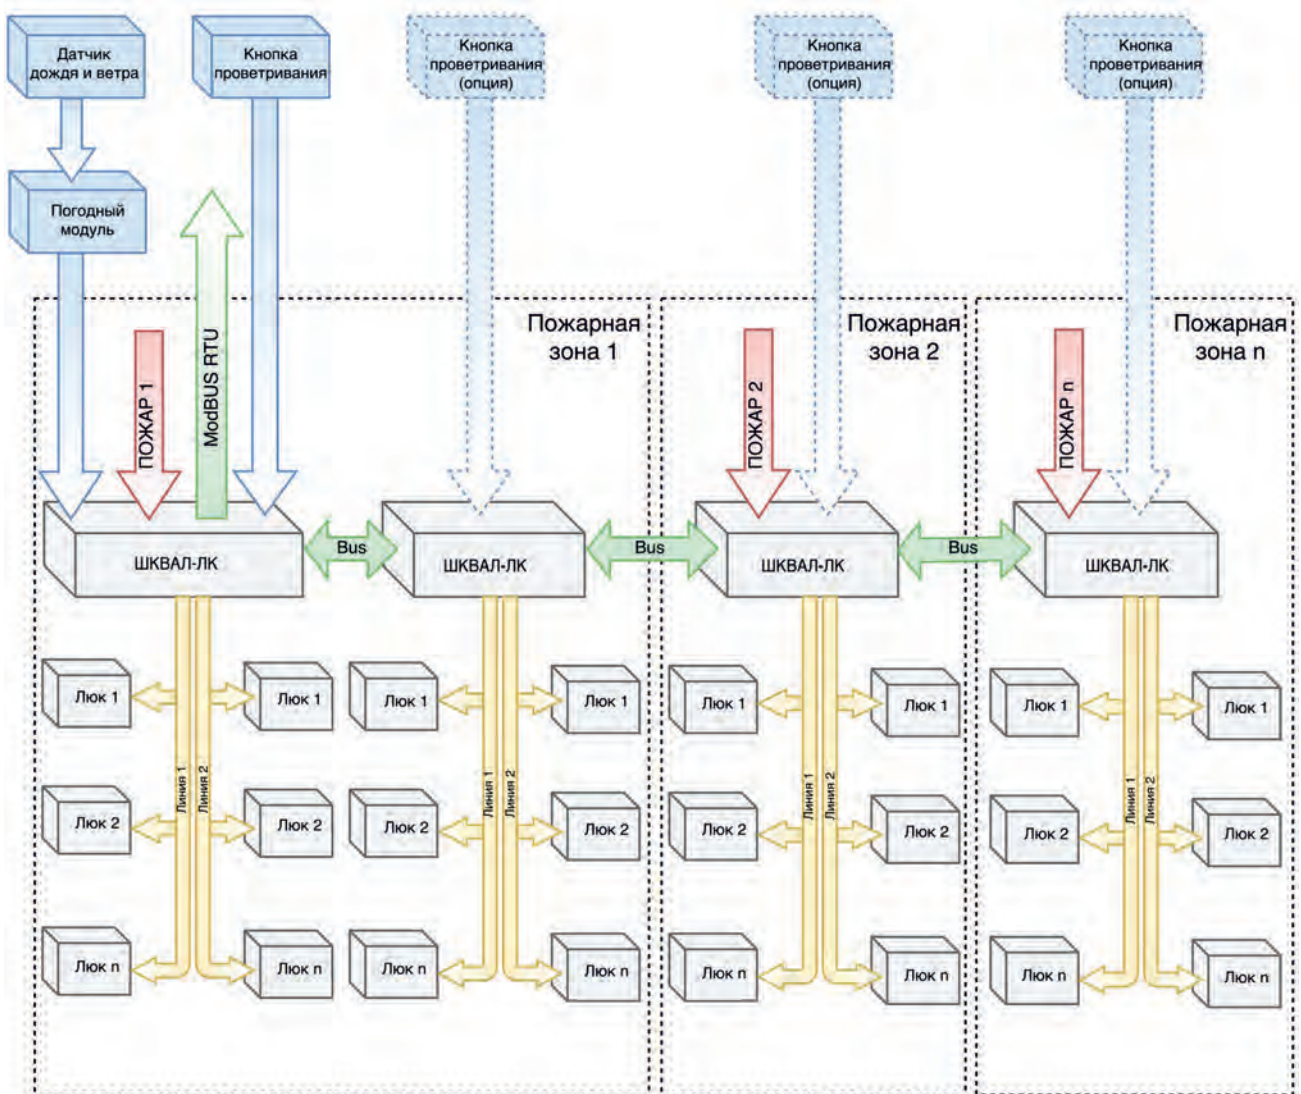 Датчик
дождя и ветра
Кнопка
проветривания
Кнопка
проветривания
(опция)
Кнопка
проветривания
(опция)
Кнопка
проветривания
(опция)
Погодный
модуль
Пожарная
зона 1
Пожарная
зона 2
Пожарная
зона n
ПОЖАР 1
ModBUS RTU
ПОЖАР 2
ПОЖАР n
ШКВАЛ-ЛК
Bus
ШКВАЛ-ЛК
Bus
ШКВАЛ-ЛК
Bus
ШКВАЛ-ЛК
Люк 1
Люк 1
Люк 1
Люк 1
Люк 1
Люк 1
Люк 1
Люк 1
Линия 1
Линия 2
Линия 1
Линия 2
Линия 1
Линия 2
Линия 1
Линия 2
Люк 2
Люк 2
Люк 2
Люк 2
Люк 2
Люк 2
Люк 2
Люк 2
Люк n
Люк n
Люк n
Люк n
Люк n
Люк n
Люк n
Люк n